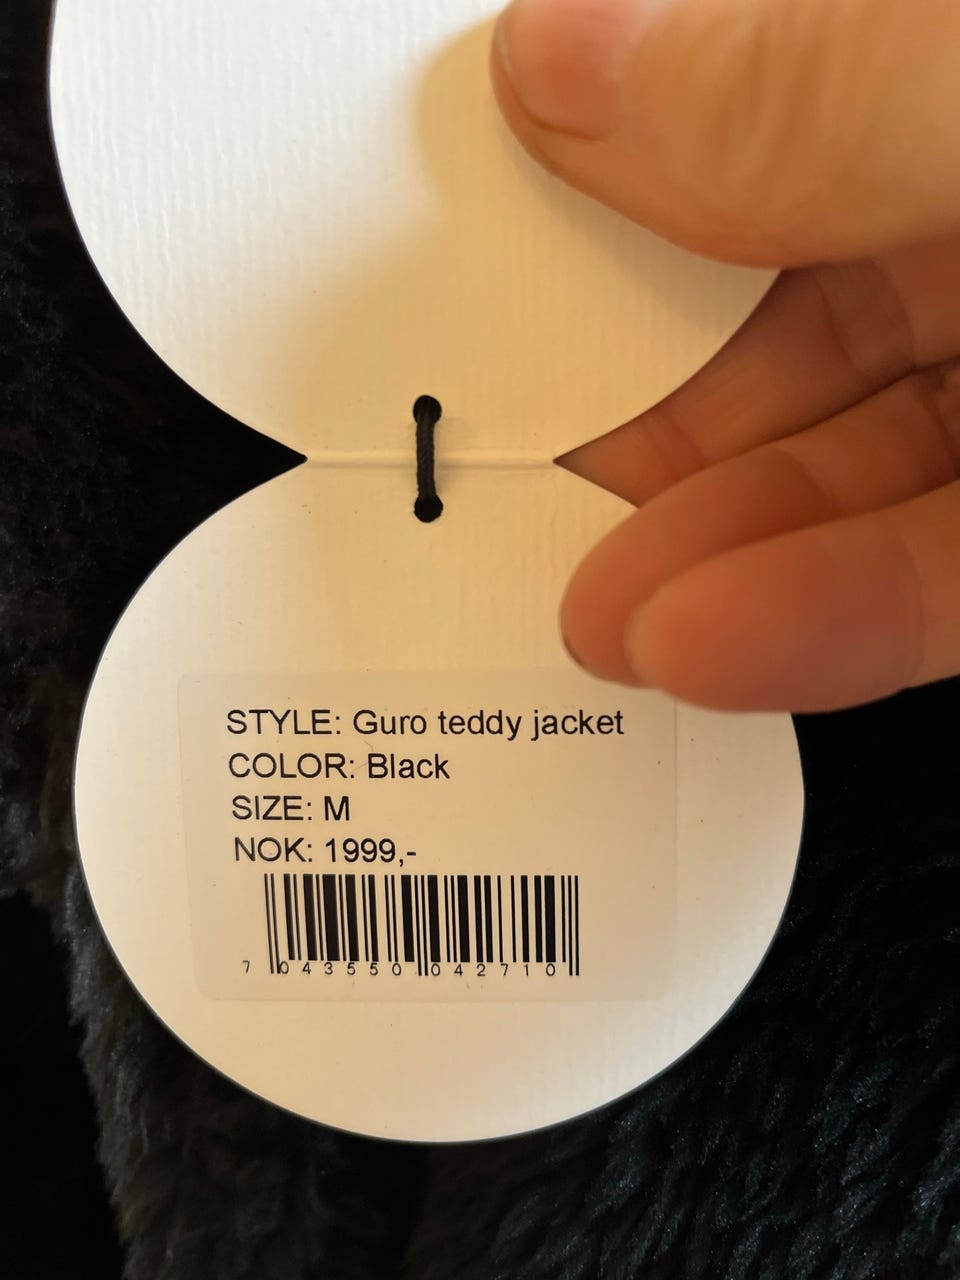 STYLE: Guro teddy jacket
COLOR: Black
SIZE: M
NOK: 1999,-
7 043550 042710